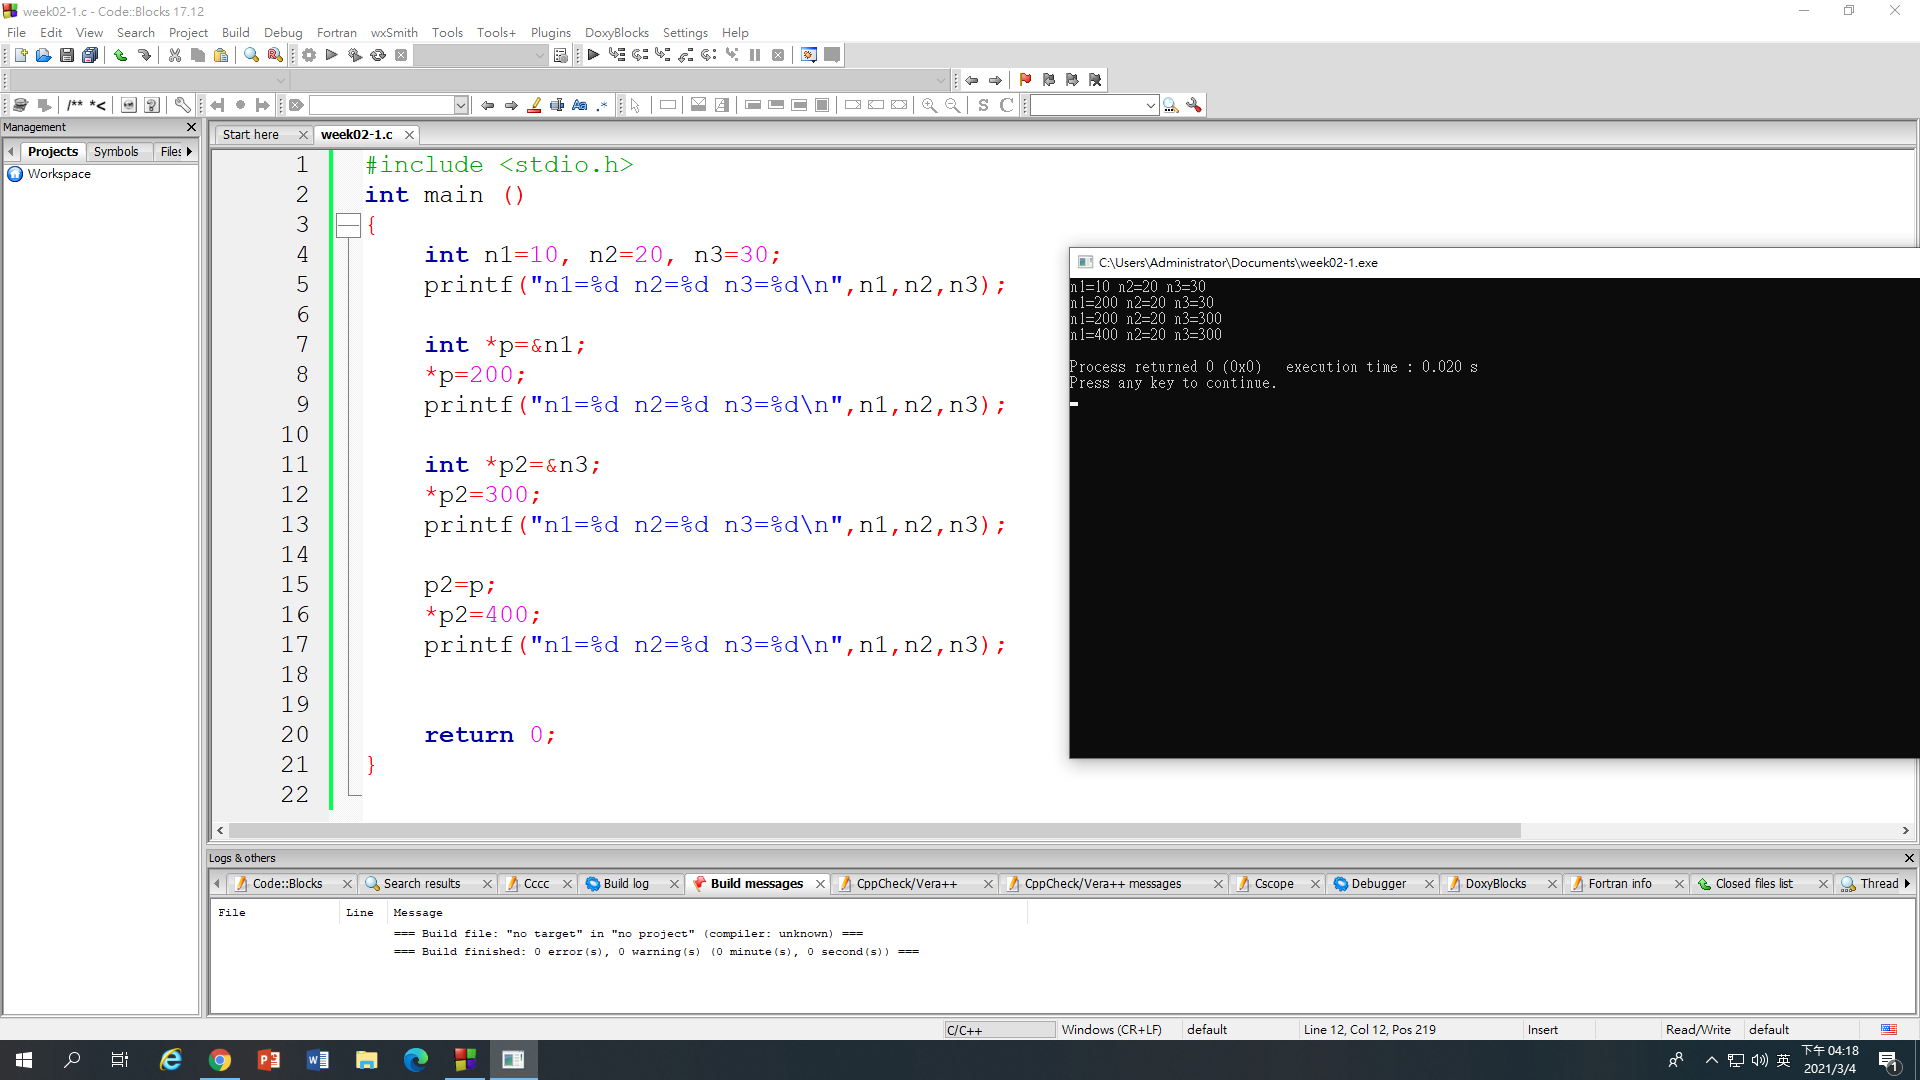 week02-1.c - Code::Blocks 17.12
File Edit View Search Project Build Debug Fortran wxSmith Tools Tools+ Plugins DoxyBlocks Settings Help
/** *<
S C
Management
Projects Symbols Files
Workspace
Start here week02-1.c
1 #include <stdio.h>
2 int main ()
3 {
4 int n1=10, n2=20, n3=30;
5 printf("n1=%d n2=%d n3=%d\n",n1,n2,n3);
6
7 int *p=&n1;
8 *p=200;
9 printf("n1=%d n2=%d n3=%d\n",n1,n2,n3);
10
11 int *p2=&n3;
12 *p2=300;
13 printf("n1=%d n2=%d n3=%d\n",n1,n2,n3);
14
15 p2=p;
16 *p2=400;
17 printf("n1=%d n2=%d n3=%d\n",n1,n2,n3);
18
19
20 return 0;
21 }
22
C:\Users\Administrator\Documents\week02-1.exe
n1=10 n2=20 n3=30
n1=200 n2=20 n3=30
n1=200 n2=20 n3=300
n1=400 n2=20 n3=300
Process returned 0 (0x0) execution time : 0.020 s
Press any key to continue.
Logs & others
Code::Blocks Search results Cccc Build log Build messages CppCheck/Vera++ CppCheck/Vera++ messages Cscope Debugger DoxyBlocks Fortran info Closed files list Thread
File Line Message
=== Build file: "no target" in "no project" (compiler: unknown) ===
=== Build finished: 0 error(s), 0 warning(s) (0 minute(s), 0 second(s)) ===
C/C++ Windows (CR+LF) default Line 12, Col 12, Pos 219 Insert Read/Write default
英 下午 04:18
2021/3/4
1